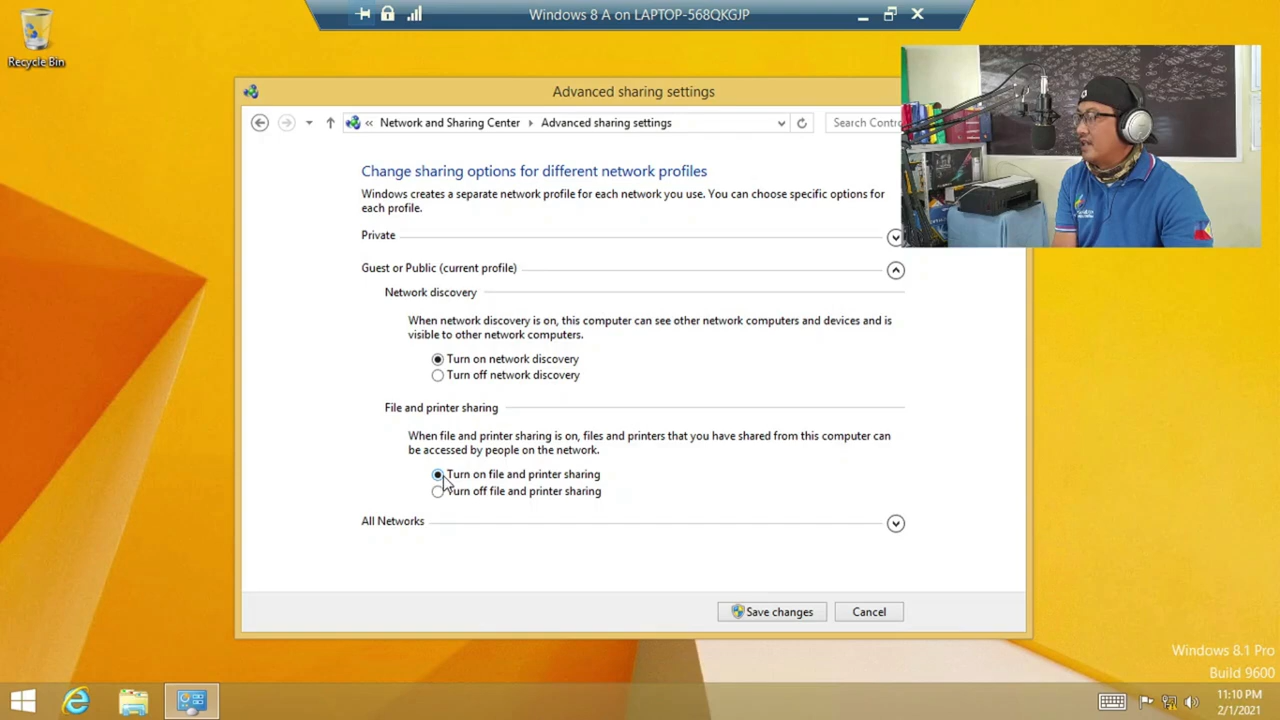 Windows 8 A on LAPTOP-568QKGJP
Recycle Bin
Advanced sharing settings
« Network and Sharing Center Advanced sharing settings
Search Contr
Change sharing options for different network profiles
Windows creates a separate network profile for each network you use. You can choose specific options for
each profile.
Private
Guest or Public (current profile)
Network discovery
When network discovery is on, this computer can see other network computers and devices and is
visible to other network computers.
Turn on network discovery
Turn off network discovery
File and printer sharing
When file and printer sharing is on, files and printers that you have shared from this computer can
be accessed by people on the network.
Turn on file and printer sharing
Turn off file and printer sharing
All Networks
Save changes
Cancel
Windows 8.1 Pro
Build 9600
11:10 PM
2/1/2021